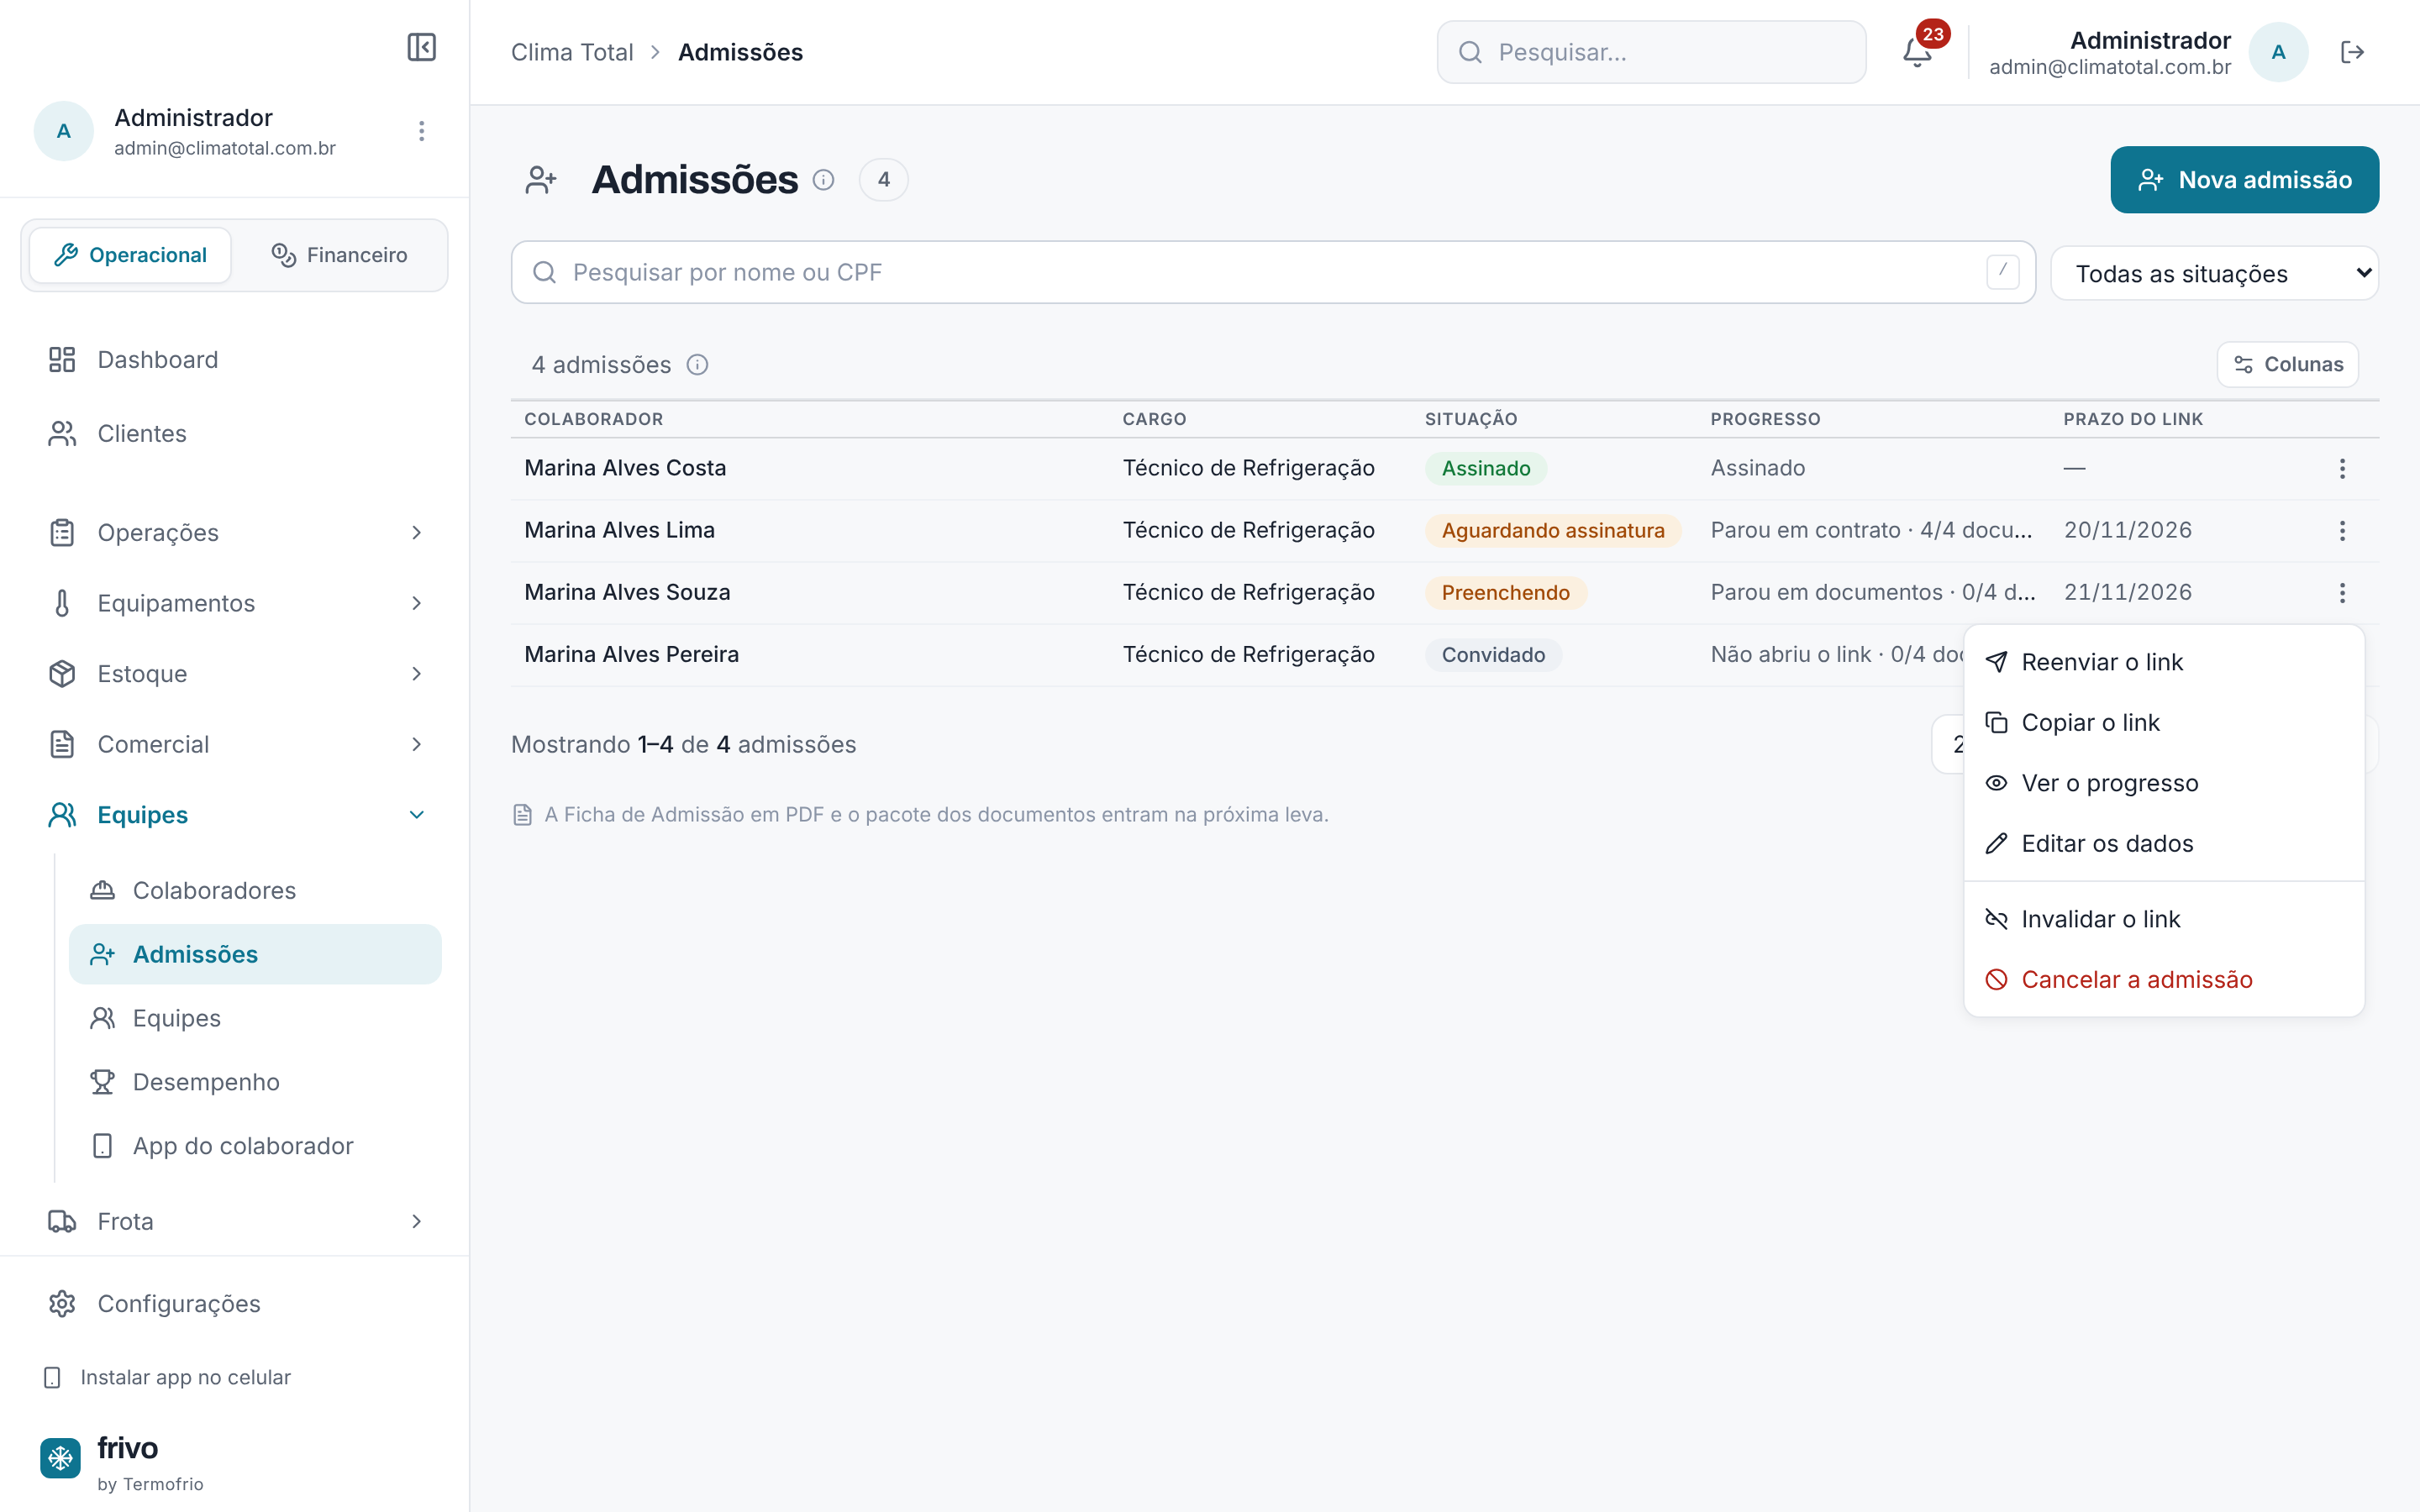 Clima Total > Admissões
Pesquisar...
23
Administrador
admin@climatotal.com.br
A
A
Administrador
admin@climatotal.com.br
Operacional
Financeiro
Dashboard
Clientes
Operações
Equipamentos
Estoque
Comercial
Equipes
Colaboradores
Admissões
Equipes
Desempenho
App do colaborador
Frota
Configurações
Instalar app no celular
frivo
by Termofrio
Admissões 4
Nova admissão
Pesquisar por nome ou CPF /
Todas as situações
4 admissões
Colunas
COLABORADOR CARGO SITUAÇÃO PROGRESSO PRAZO DO LINK
Marina Alves Costa Técnico de Refrigeração Assinado Assinado —
Marina Alves Lima Técnico de Refrigeração Aguardando assinatura Parou em contrato · 4/4 docu... 20/11/2026
Marina Alves Souza Técnico de Refrigeração Preenchendo Parou em documentos · 0/4 d... 21/11/2026
Marina Alves Pereira Técnico de Refrigeração Convidado Não abriu o link · 0/4
Reenviar o link
Copiar o link
Ver o progresso
Editar os dados
Invalidar o link
Cancelar a admissão
Mostrando 1–4 de 4 admissões
A Ficha de Admissão em PDF e o pacote dos documentos entram na próxima leva.